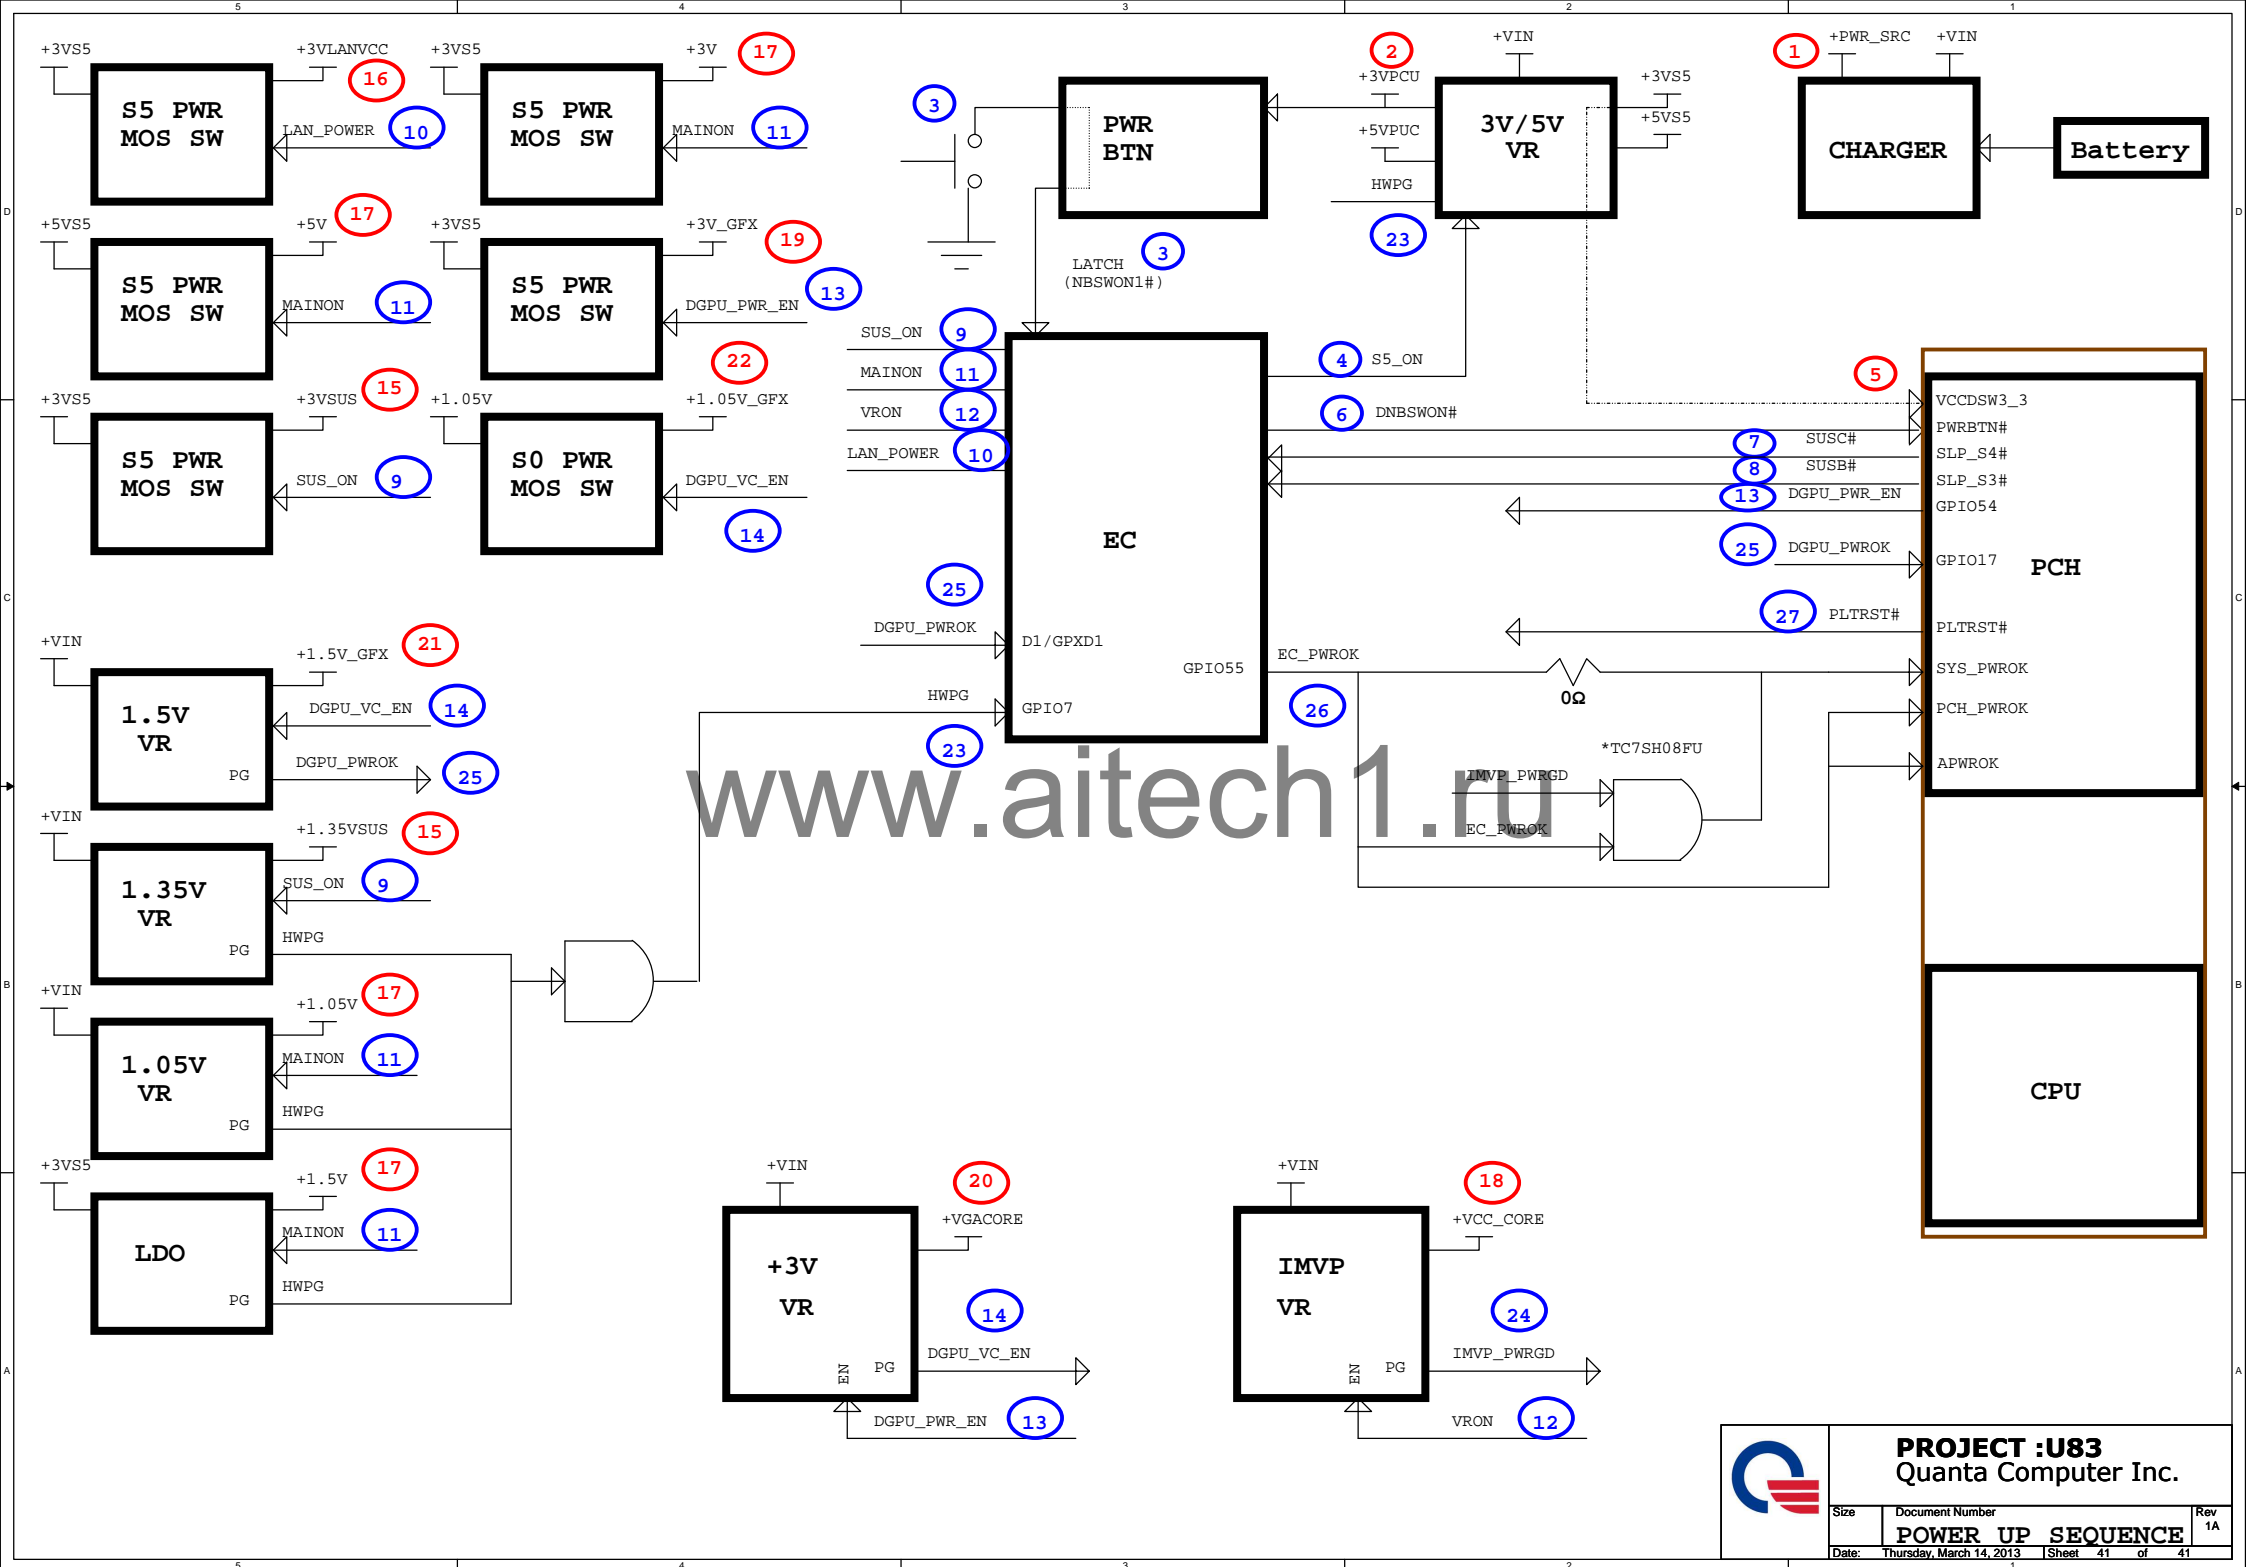 5 4 3 2 1
+3VS5
+3VLANVCC
16
S5 PWR
MOS SW
LAN_POWER
10
+3VS5
+3V
17
S5 PWR
MOS SW
MAINON
11
3
PWR
BTN
2
+3VPCU
+5VPUC
HWPG
23
+VIN
3V/5V
VR
+3VS5
+5VS5
1
+PWR_SRC
+VIN
CHARGER
Battery
D
D
+5VS5
+5V
17
S5 PWR
MOS SW
MAINON
11
+3VS5
+3V_GFX
19
S5 PWR
MOS SW
13
DGPU_PWR_EN
LATCH
(NBSWON1#)
3
+3VS5
+3VSUS
15
S5 PWR
MOS SW
SUS_ON
9
+1.05V
22
+1.05V_GFX
S0 PWR
MOS SW
DGPU_VC_EN
14
SUS_ON
9
MAINON
11
VRON
12
LAN_POWER
10
EC
4
S5_ON
6
DNBSWON#
5
VCCDSW3_3
PWRBTN#
7
SUSC#
SLP_S4#
8
SUSB#
SLP_S3#
13
DGPU_PWR_EN
GPIO54
25
DGPU_PWROK
GPIO17
PCH
27
PLTRST#
PLTRST#
SYS_PWROK
PCH_PWROK
APWROK
C
C
25
DGPU_PWROK
D1/GPXD1
GPIO55
EC_PWROK
26
0Ω
HWPG
GPIO7
23
*TC7SH08FU
IMVP_PWRGD
EC_PWROK
www.aitech1.ru
+VIN
+1.5V_GFX
21
1.5V
VR
DGPU_VC_EN
14
PG
DGPU_PWROK
25
+VIN
+1.35VSUS
15
1.35V
VR
SUS_ON
9
PG
HWPG
B
B
+VIN
+1.05V
17
1.05V
VR
MAINON
11
PG
HWPG
+3VS5
+1.5V
17
LDO
MAINON
11
PG
HWPG
CPU
+VIN
20
+VGACORE
+3V
VR
14
EN
PG
DGPU_VC_EN
DGPU_PWR_EN
13
+VIN
18
+VCC_CORE
IMVP
VR
24
EN
PG
IMVP_PWRGD
VRON
12
A
A
PROJECT :U83
Quanta Computer Inc.
Size
Document Number
Rev
POWER UP SEQUENCE
1A
Date: Thursday, March 14, 2013
Sheet 41 of 41
5 4 3 2 1